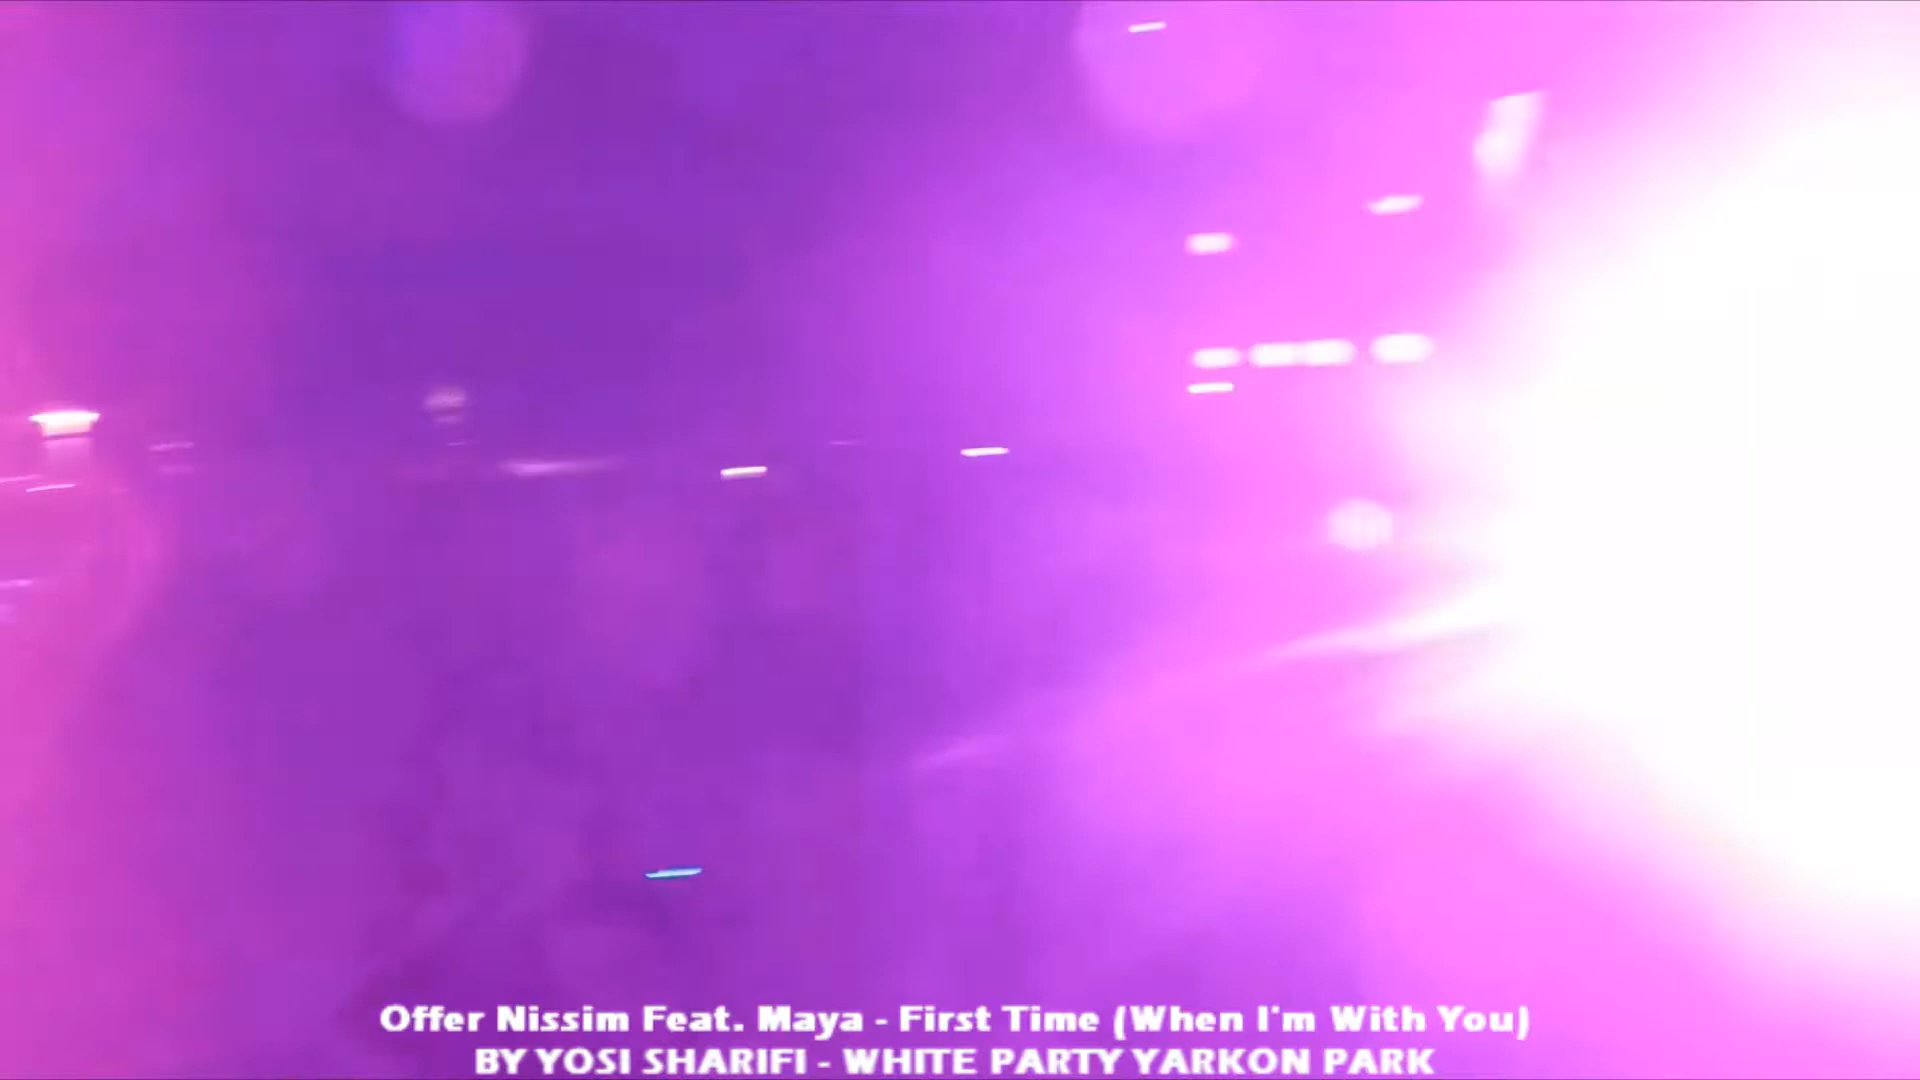 Offer Nissim Feat. Maya - First Time (When I'm With You)
BY YOSI SHARIFI - WHITE PARTY YARKON PARK